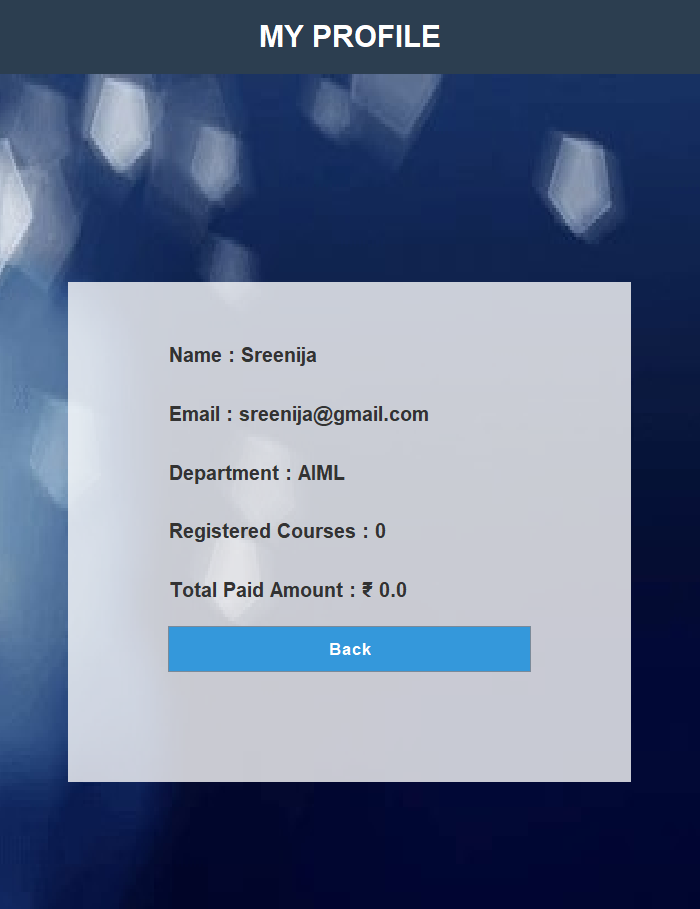 MY PROFILE
Name : Sreenija
Email : sreenija@gmail.com
Department : AIML
Registered Courses : 0
Total Paid Amount : ₹ 0.0
Back